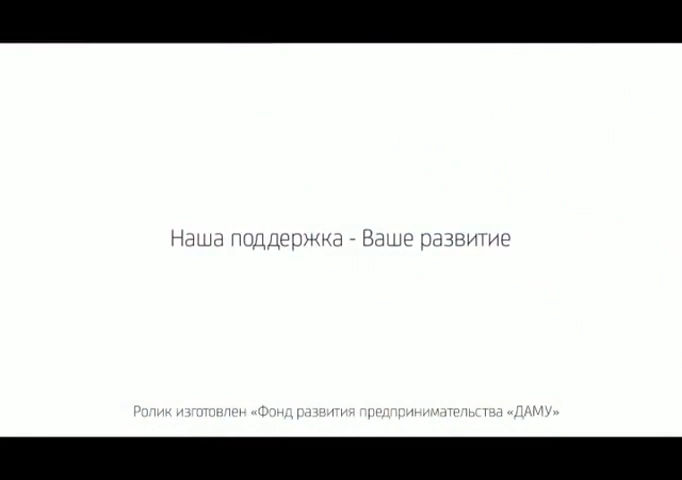 Наша поддержка - Ваше развитие
Ролик изготовлен «Фонд развития предпринимательства «ДАМУ»